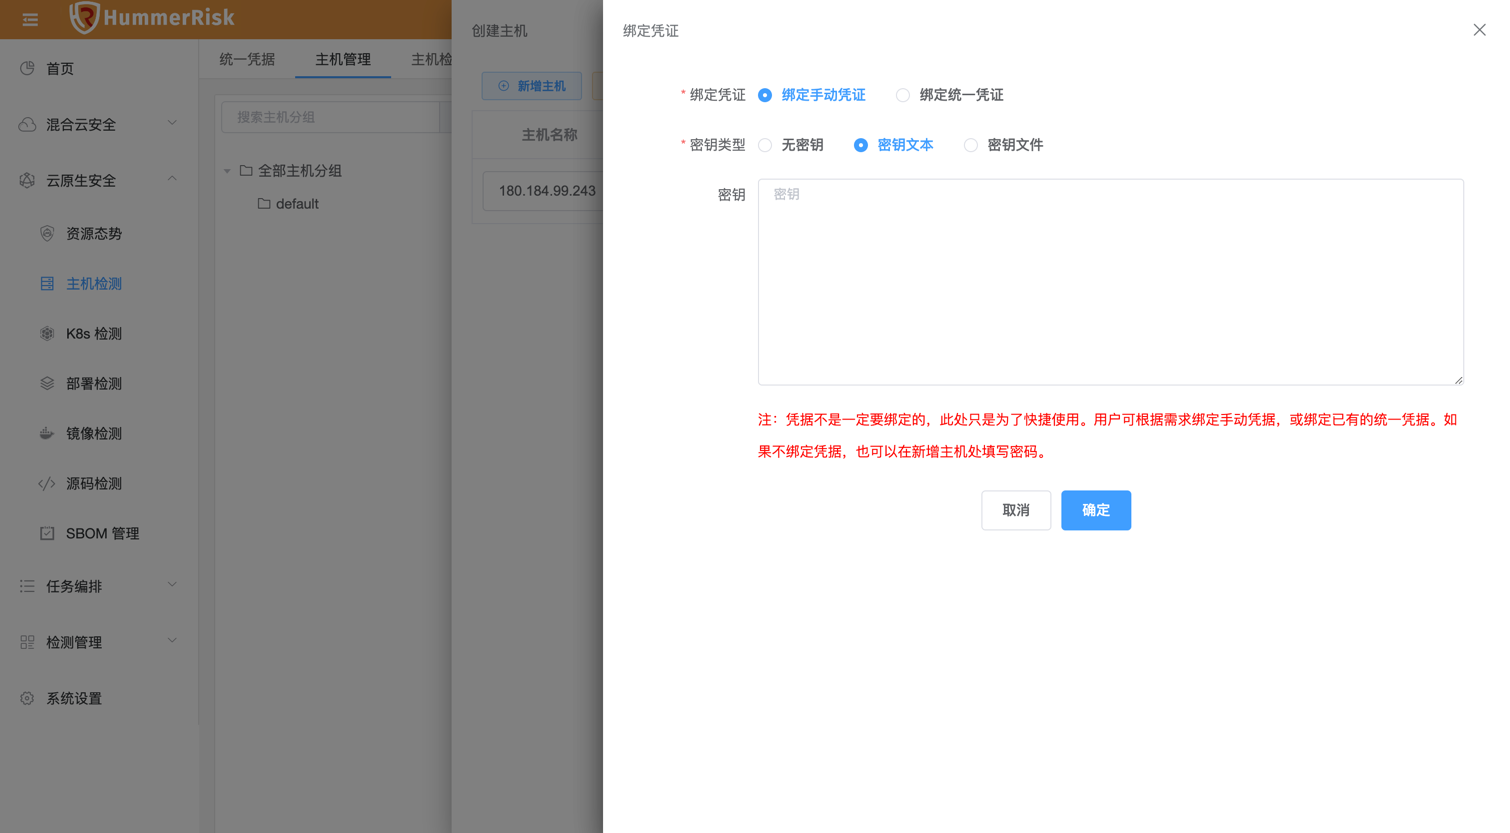 HummerRisk
首页
混合云安全
云原生安全
资源态势
主机检测
K8s 检测
部署检测
镜像检测
源码检测
SBOM 管理
任务编排
检测管理
系统设置
统一凭据
主机管理
主机检
搜索主机分组
全部主机分组
default
创建主机
新增主机
主机名称
180.184.99.243
绑定凭证
* 绑定凭证 绑定手动凭证 绑定统一凭证
* 密钥类型 无密钥 密钥文本 密钥文件
密钥
密钥
注：凭据不是一定要绑定的，此处只是为了快捷使用。用户可根据需求绑定手动凭据，或绑定已有的统一凭据。如
果不绑定凭据，也可以在新增主机处填写密码。
取消
确定